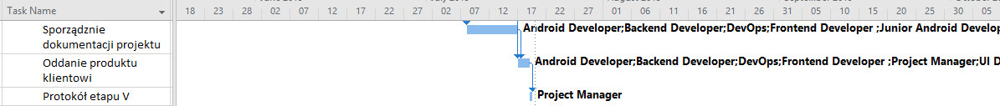 Task Name
18 23 28 02 07 12 17 22 27 02 07 12 17 22 27 01 06 11 16 21 26 31 05 10 15 20 25 30 05
Sporządznie
dokumentacji projektu
Android Developer;Backend Developer;DevOps;Frontend Developer ;Junior Android Develop
Oddanie produktu
klientowi
Android Developer;Backend Developer;DevOps;Frontend Developer ;Project Manager;UI D
Protokół etapu V
Project Manager